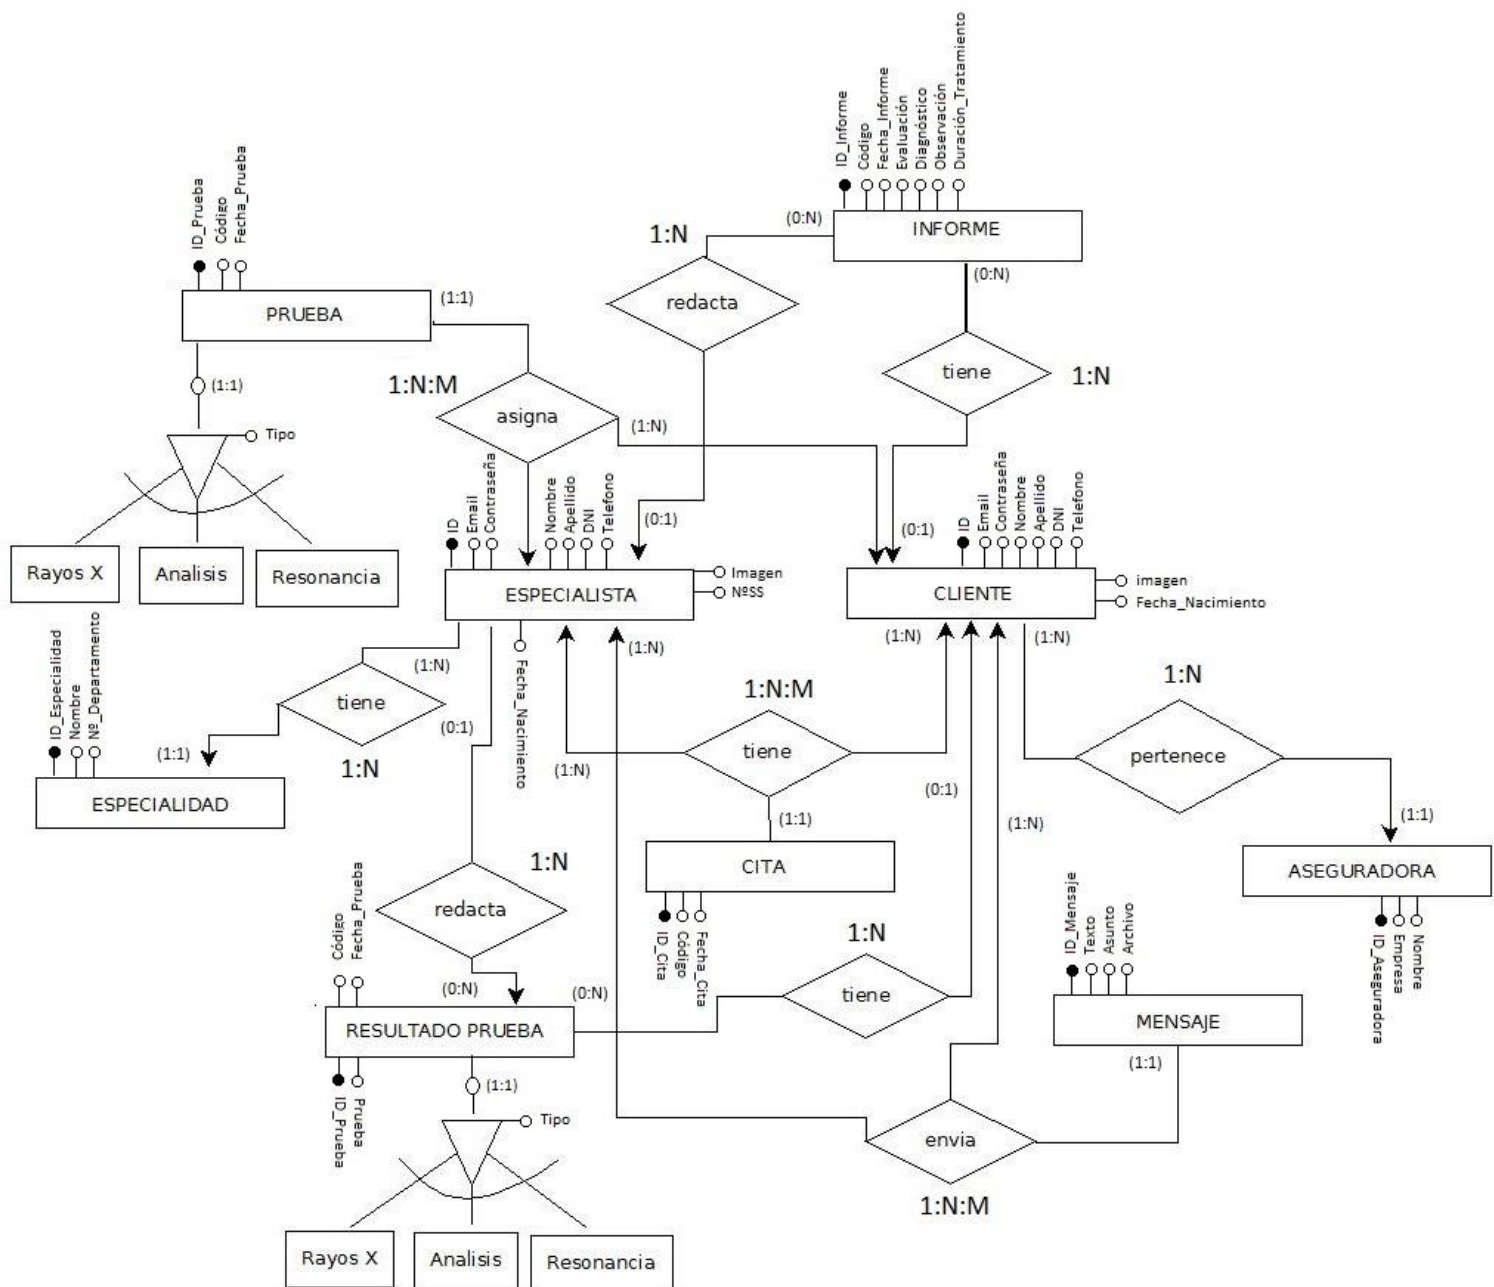 ID_Informe
Código
Fecha_Informe
Evaluación
Diagnóstico
Observación
Duración_Tratamiento
(0:N)
INFORME
(0:N)
1:N
redacta
tiene
1:N
ID_Prueba
Código
Fecha_Prueba
PRUEBA
(1:1)
(1:1)
Tipo
Rayos X
Analisis
Resonancia
1:N:M
asigna
(1:N)
(0:1)
(0:1)
ID
Email
Contraseña
Nombre
Apellido
DNI
Telefono
ESPECIALISTA
Imagen
NºSS
Fecha_Nacimiento
ID
Email
Contraseña
Nombre
Apellido
DNI
Telefono
CLIENTE
imagen
Fecha_Nacimiento
(1:N)
tiene
1:N
(1:1)
ID_Especialidad
Nombre
Nº_Departamento
ESPECIALIDAD
(0:1)
(1:N)
(1:N)
(1:N)
1:N:M
tiene
(1:1)
CITA
ID_Cita
Código
Fecha_Cita
(1:N)
1:N
pertenece
(1:1)
ASEGURADORA
ID_Aseguradora
Empresa
Nombre
(0:1)
(1:N)
1:N
redacta
(0:N)
Código
Fecha_Prueba
RESULTADO PRUEBA
ID_Prueba
Prueba
(0:N)
1:N
tiene
ID_Mensaje
Texto
Asunto
Archivo
MENSAJE
(1:1)
envia
1:N:M
(1:1)
Tipo
Rayos X
Analisis
Resonancia